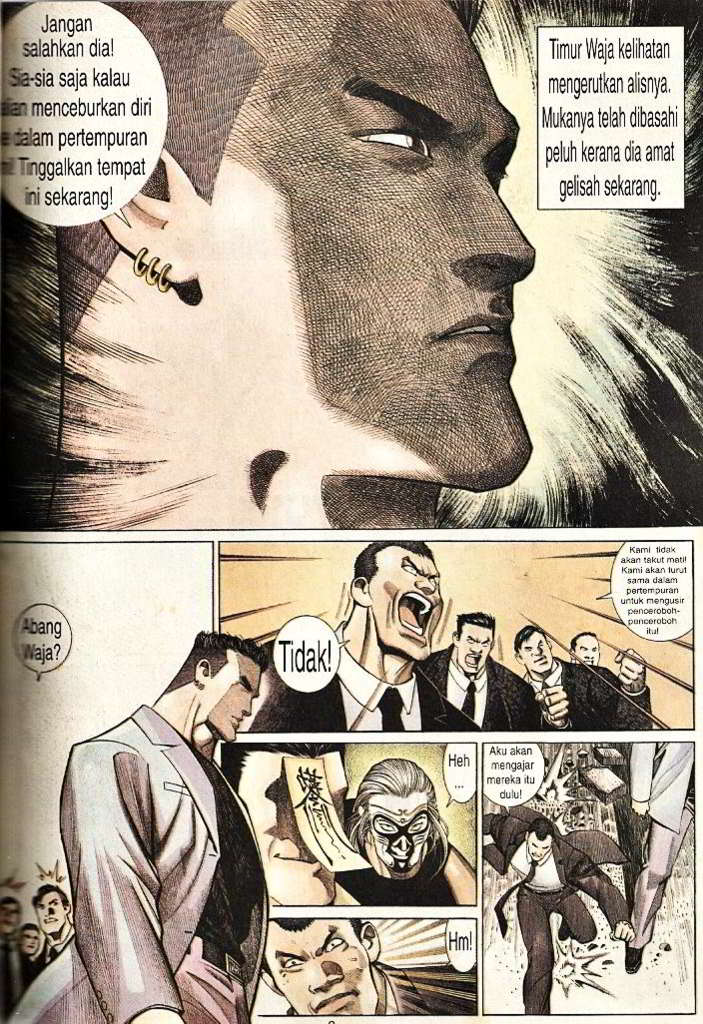 Jangan
salahkan dia!
Sia-sia saja kalau
menceburkan diri
dalam pertempuran
Tinggalkan tempat
ini sekarang!
Timur Waja kelihatan
mengerutkan alisnya.
Mukanya telah dibasahi
peluh kerana dia amat
gelisah sekarang.
Abang
Waja?
Tidak!
Kami tidak
akan takut mati!
Kami akan turut
sama dalam
pertempuran
untuk mengusir
penceroboh-
penceroboh
itu!
Heh
...
Aku akan
mengajar
mereka itu
dulu!
Hm!